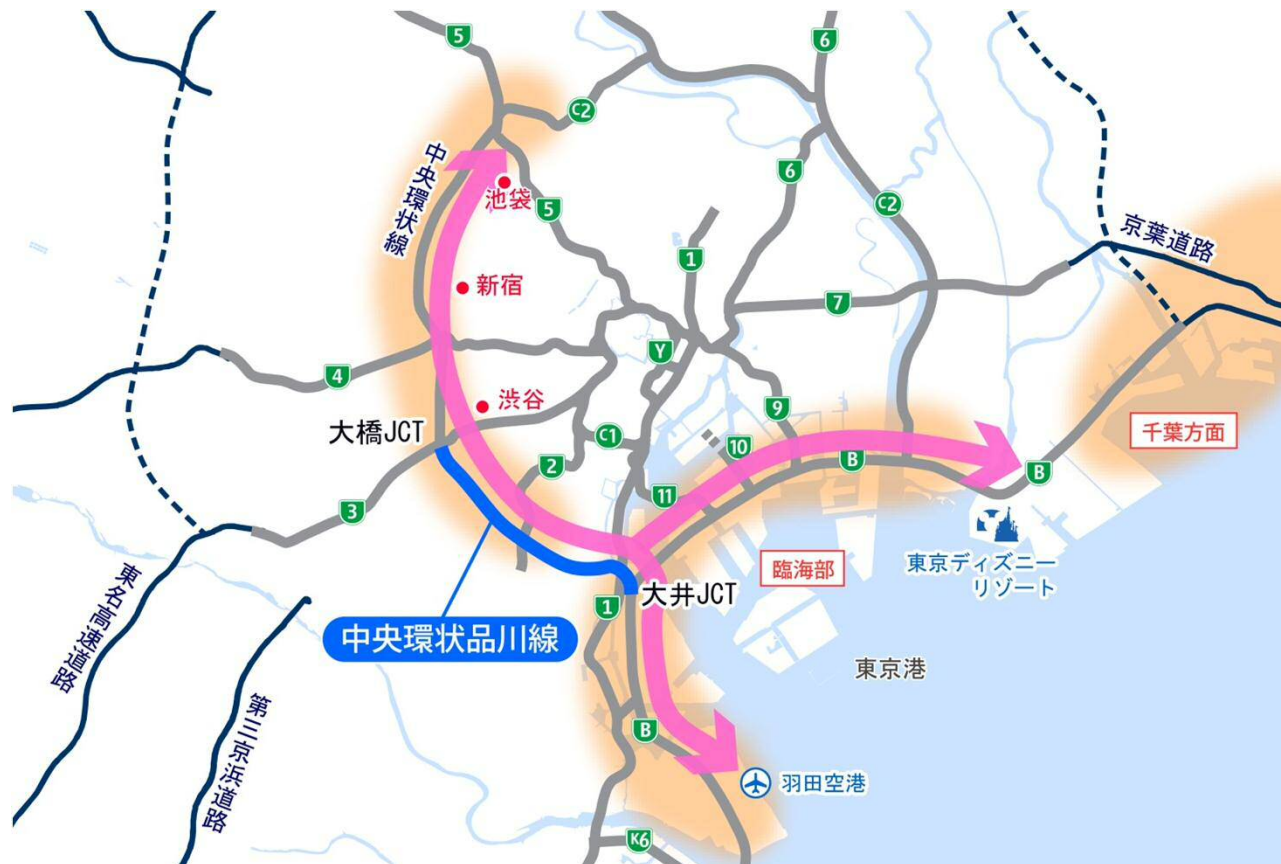 5
6
C2
中央環状線
池袋
6
5
C2
京葉道路
新宿
1
7
Y
4
渋谷
9
千葉方面
大橋JCT
C1
10
2
B
B
11
3
臨海部
東京ディズニー
リゾート
大井JCT
1
東名高速道路
中央環状品川線
東京港
第三京浜道路
B
羽田空港
K6